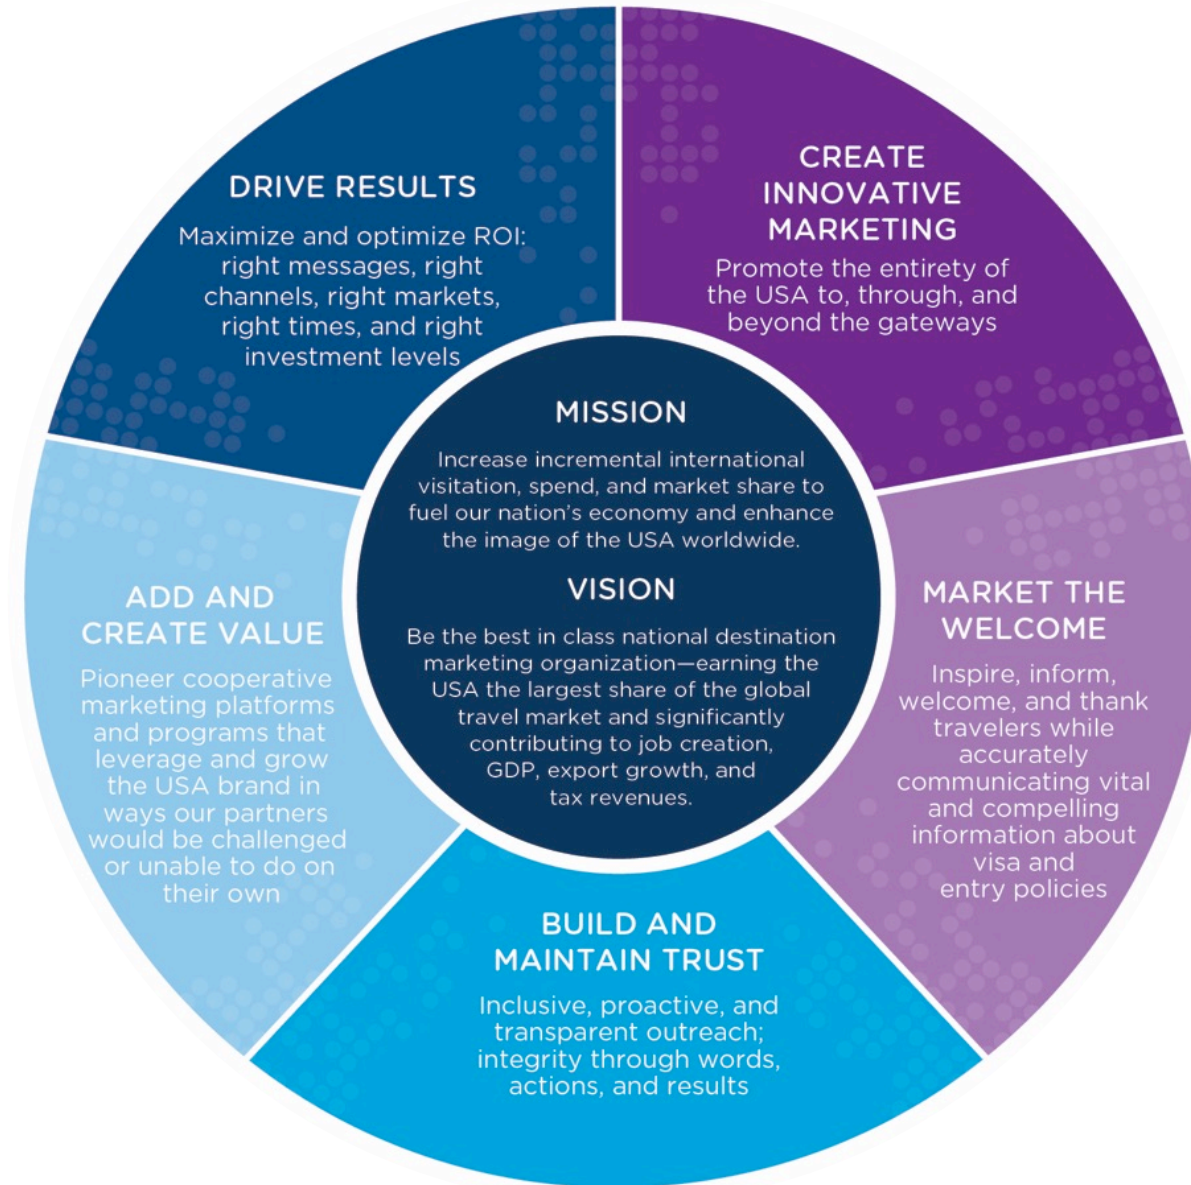 DRIVE RESULTS
Maximize and optimize ROI:
right messages, right
channels, right markets,
right times, and right
investment levels
CREATE
INNOVATIVE
MARKETING
Promote the entirety of
the USA to, through, and
beyond the gateways
MISSION
Increase incremental international
visitation, spend, and market share to
fuel our nation’s economy and enhance
the image of the USA worldwide.
VISION
Be the best in class national destination
marketing organization—earning the
USA the largest share of the global
travel market and significantly
contributing to job creation,
GDP, export growth, and
tax revenues.
ADD AND
CREATE VALUE
Pioneer cooperative
marketing platforms
and programs that
leverage and grow
the USA brand in
ways our partners
would be challenged
or unable to do on
their own
MARKET THE
WELCOME
Inspire, inform,
welcome, and thank
travelers while
accurately
communicating vital
and compelling
information about
visa and
entry policies
BUILD AND
MAINTAIN TRUST
Inclusive, proactive, and
transparent outreach;
integrity through words,
actions, and results